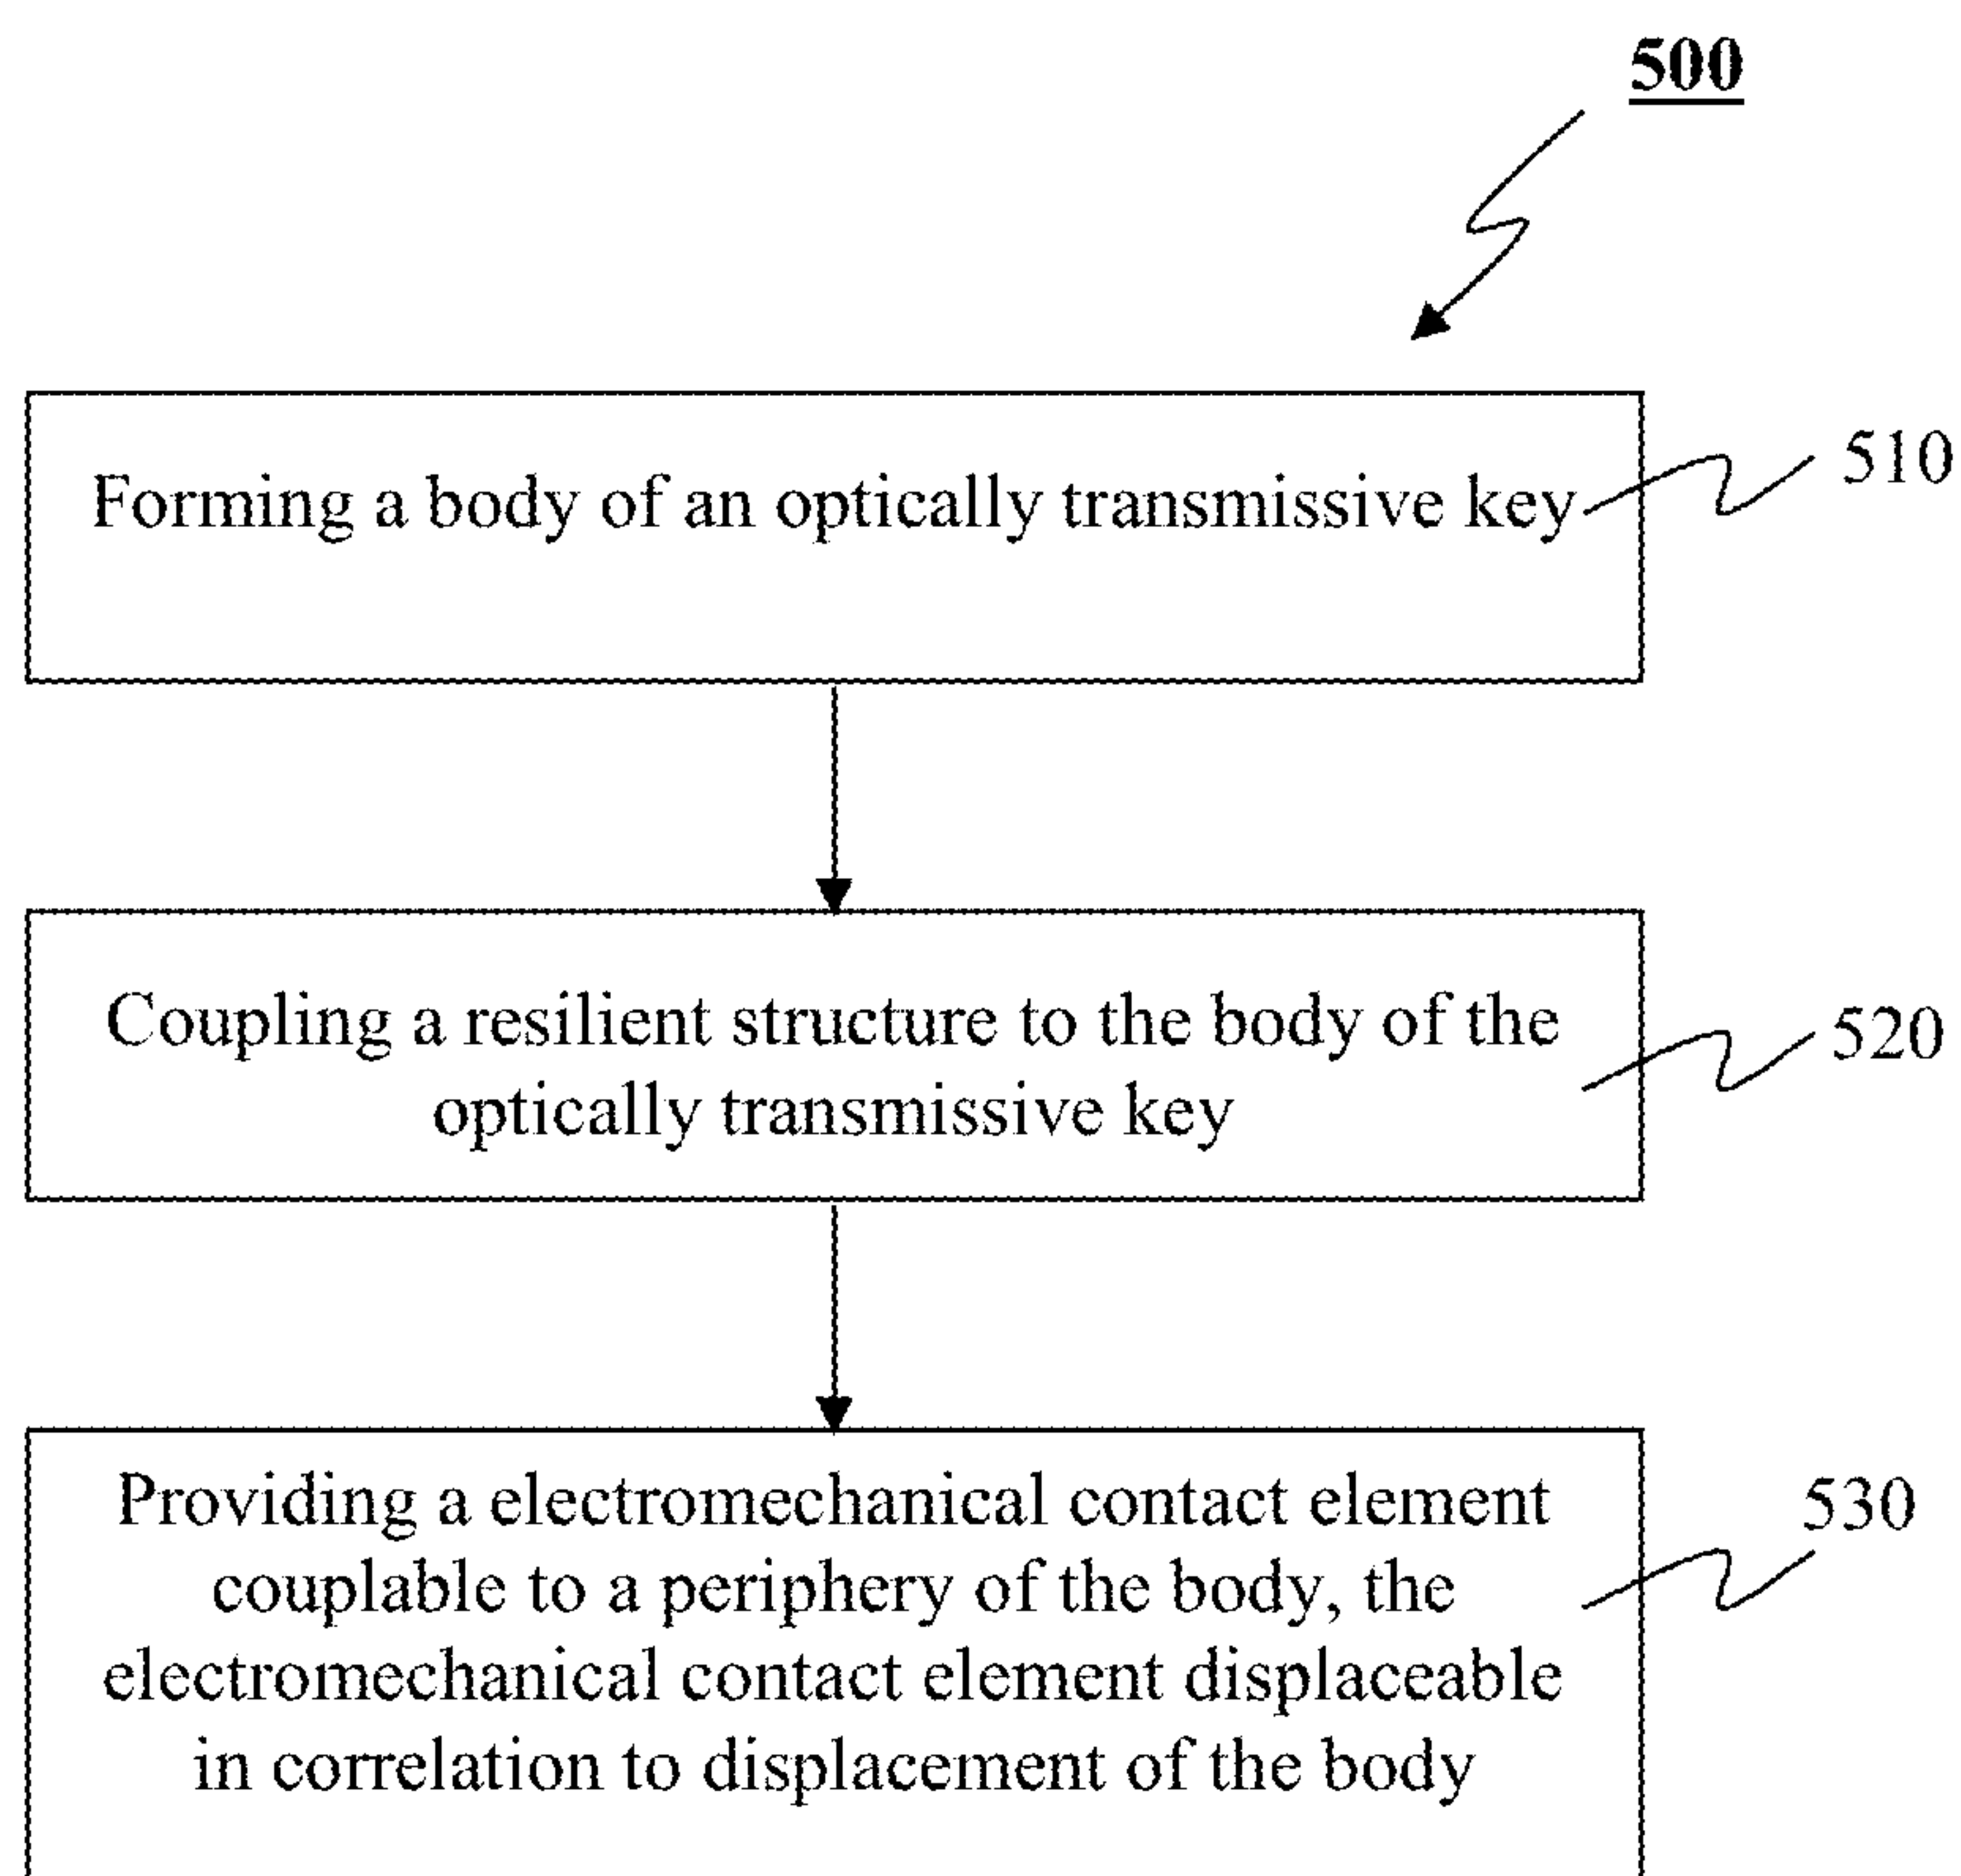 500
Forming a body of an optically transmissive key
510
Coupling a resilient structure to the body of the
optically transmissive key
520
Providing a electromechanical contact element
couplable to a periphery of the body, the
electromechanical contact element displaceable
in correlation to displacement of the body
530